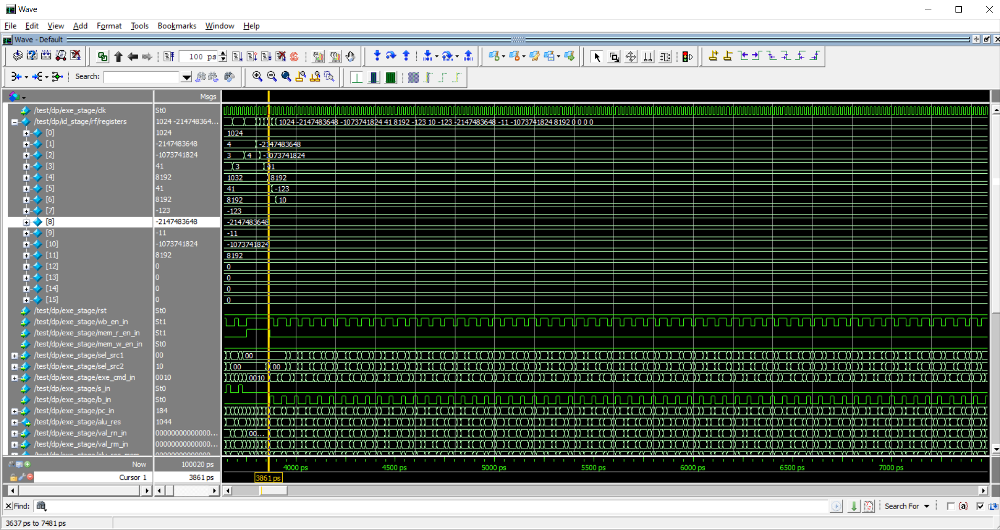 Wave
File Edit View Add Format Tools Bookmarks Window Help
Wave - Default
100 ps
Search:
Msgs
/test/dp/exe_stage/clk St0
/test/dp/id_stage/rf/registers 1024 -214748364... 1024 -2147483648 -1073741824 41 8192 -123 10 -123 -2147483648 -11 -1073741824 8192 0 0 0 0
[0] 1024 1024
[1] -2147483648 4 -2147483648
[2] -1073741824 3 4 -1073741824
[3] 41 3 41
[4] 8192 1032 8192
[5] 41 41 -123
[6] 8192 8192 10
[7] -123 -123
[8] -2147483648 -2147483648
[9] -11 -11
[10] -1073741824 -1073741824
[11] 8192 8192
[12] 0 0
[13] 0 0
[14] 0 0
[15] 0 0
/test/dp/exe_stage/rst St0
/test/dp/exe_stage/wb_en_in St1
/test/dp/exe_stage/mem_r_en_in St1
/test/dp/exe_stage/mem_w_en_in St0
/test/dp/exe_stage/sel_src1 00 00
/test/dp/exe_stage/sel_src2 10 00 00
/test/dp/exe_stage/exe_cmd_in 0010 0010
/test/dp/exe_stage/s_in St0
/test/dp/exe_stage/b_in St0
/test/dp/exe_stage/pc_in 184
/test/dp/exe_stage/alu_res 1044
/test/dp/exe_stage/val_rn_in 00000000000000... 00...
/test/dp/exe_stage/val_rm_in 00000000000000...
Now 100020 ps 4000 ps 4500 ps 5000 ps 5500 ps 6000 ps 6500 ps 7000 ps
Cursor 1 3861 ps 3861 ps
Find: Search For {a}
3637 ps to 7481 ps